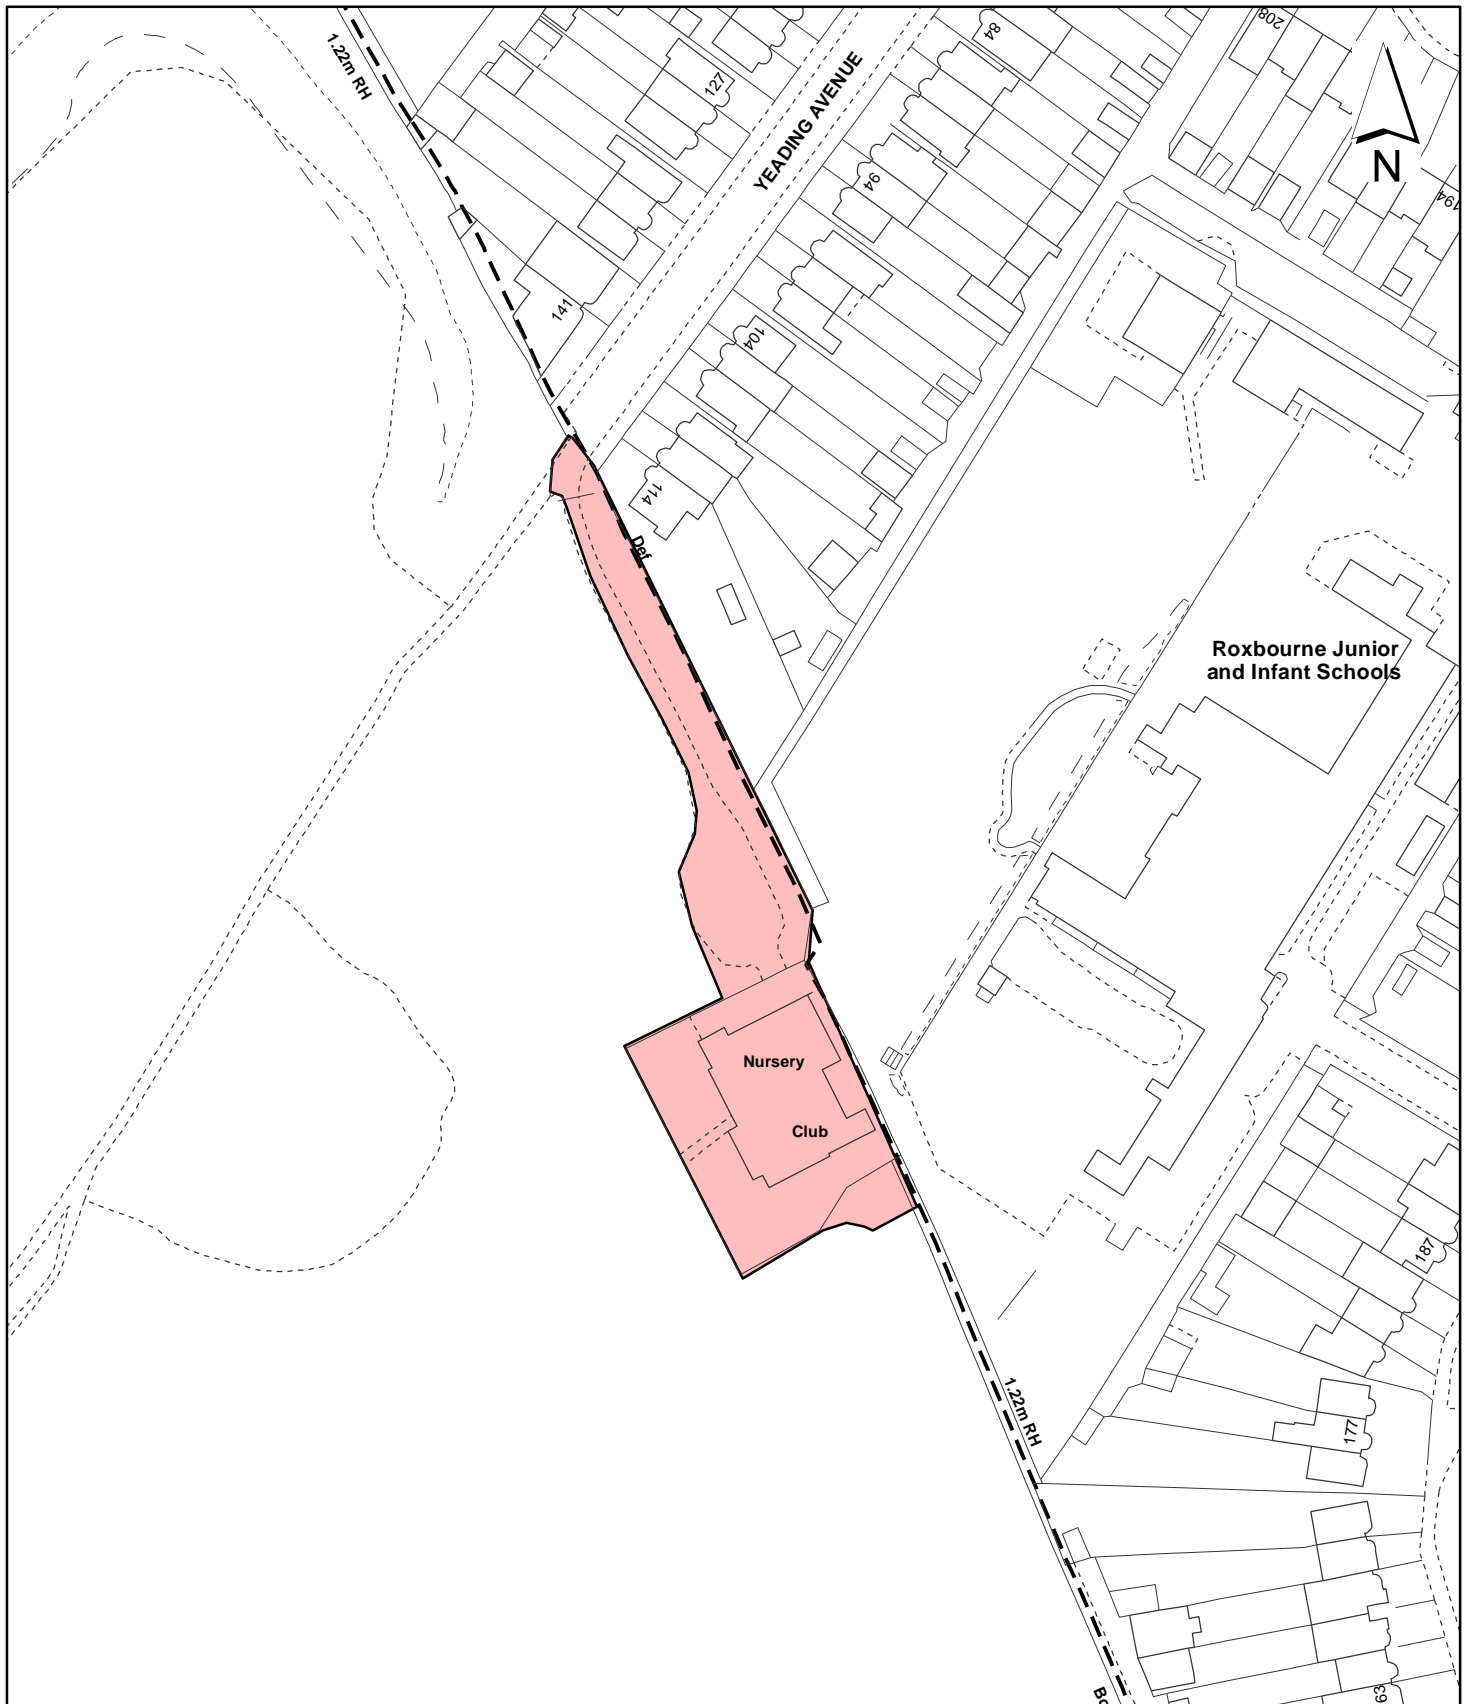 1.22m RH
127
YEADING AVENUE
84
208
N
94
194
141
104
114
Def
Roxbourne Junior
and Infant Schools
Nursery
Club
187
1.22m RH
177
63